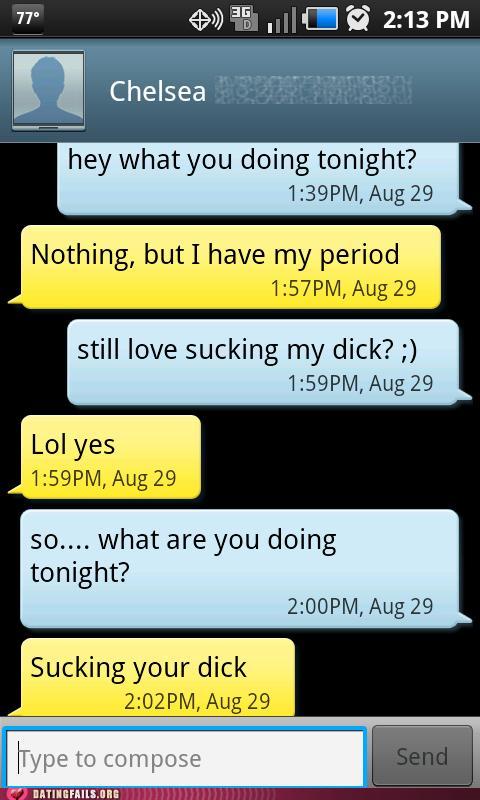 77°
3G
D
2:13 PM
Chelsea
hey what you doing tonight?
1:39PM, Aug 29
Nothing, but I have my period
1:57PM, Aug 29
still love sucking my dick? ;)
1:59PM, Aug 29
Lol yes
1:59PM, Aug 29
so.... what are you doing
tonight?
2:00PM, Aug 29
Sucking your dick
2:02PM, Aug 29
Type to compose
Send
DATINGFAILS.ORG